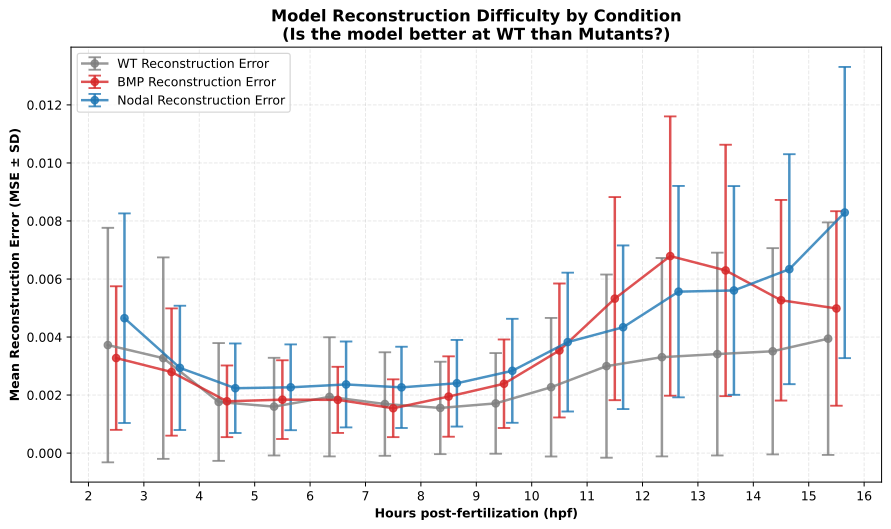 Model Reconstruction Difficulty by Condition
(Is the model better at WT than Mutants?)
WT Reconstruction Error
BMP Reconstruction Error
Nodal Reconstruction Error
Mean Reconstruction Error (MSE ± SD)
0.012
0.010
0.008
0.006
0.004
0.002
0.000
2 3 4 5 6 7 8 9 10 11 12 13 14 15 16
Hours post-fertilization (hpf)